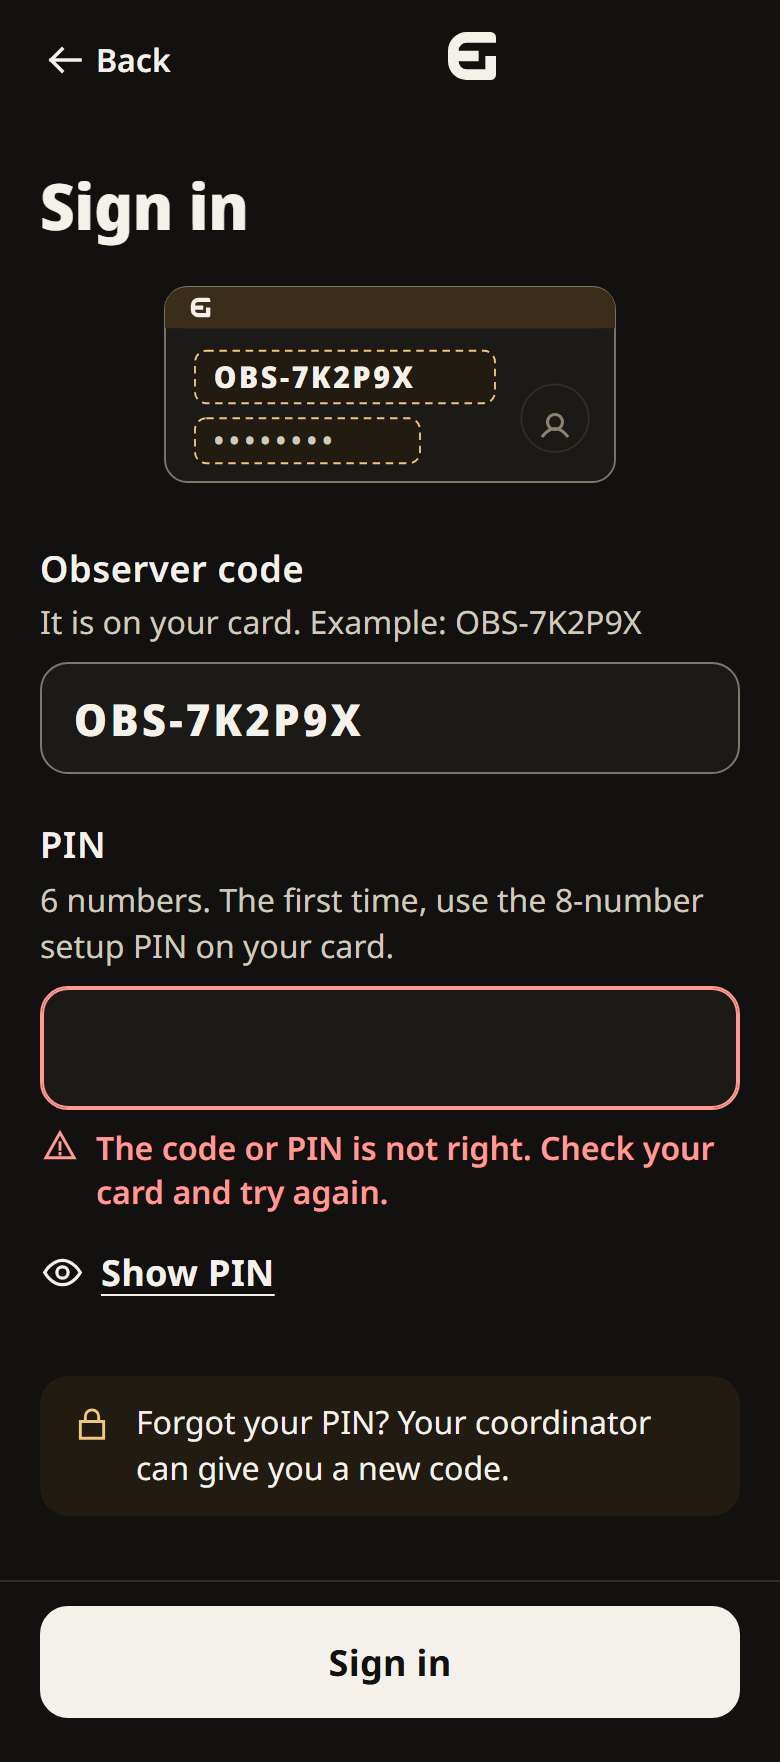 Back
Sign in
OBS-7K2P9X
••••••••
Observer code
It is on your card. Example: OBS-7K2P9X
OBS-7K2P9X
PIN
6 numbers. The first time, use the 8-number
setup PIN on your card.
The code or PIN is not right. Check your
card and try again.
Show PIN
Forgot your PIN? Your coordinator
can give you a new code.
Sign in